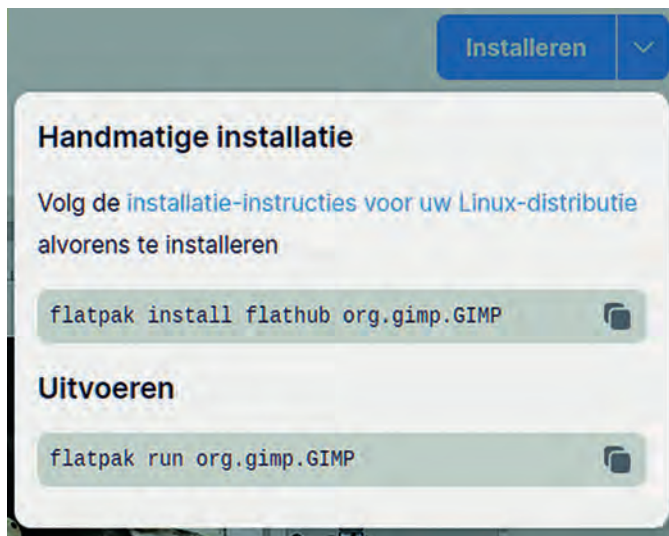 Installeren
Handmatige installatie
Volg de installatie-instructies voor uw Linux-distributie
alvorens te installeren
flatpak install flathub org.gimp.GIMP
Uitvoeren
flatpak run org.gimp.GIMP